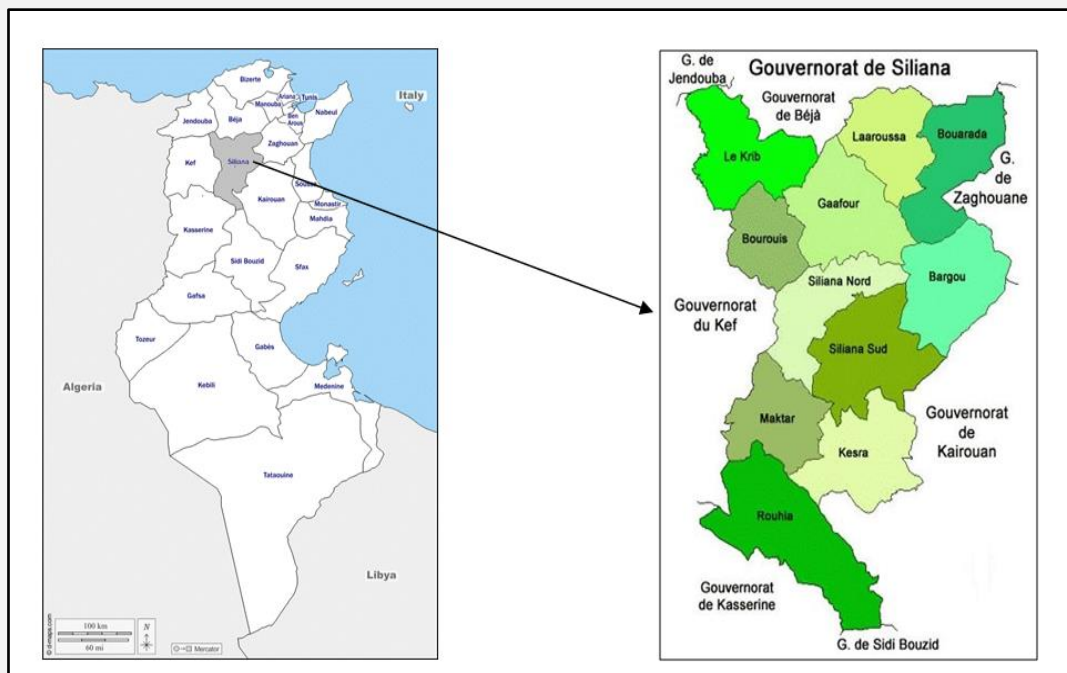 Bizerte
Italy
Ariana
Tunis
Manouba
Ben
Arous
Nabeul
Jendouba
Béja
Zaghouan
Kef
Siliana
Sousse
Kairouan
Monastir
Mahdia
Kasserine
Sidi Bouzid
Sfax
Gafsa
Tozeur
Gabès
Kebili
Medenine
Algeria
Tataouine
Libya
100 km
60 mi
N
Mercator
© d-maps.com
G. de
Jendouba
Gouvernorat de Siliana
Gouvernorat
de Béjà
Laaroussa
Bouarada
Le Krib
G.
de
Zaghouane
Gaafour
Bourouis
Bargou
Siliana Nord
Gouvernorat
du Kef
Siliana Sud
Maktar
Gouvernorat
de
Kairouan
Kesra
Rouhia
Gouvernorat
de Kasserine
G. de Sidi Bouzid